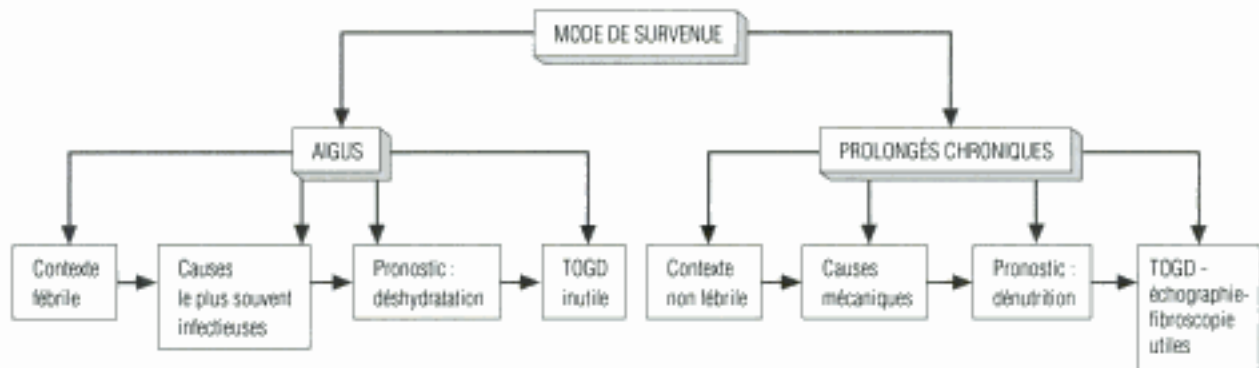 MODE DE SURVENUE
AIGUS
PROLONGÉS CHRONIQUES
Contexte
fébrile
Causes
le plus souvent
infectieuses
Pronostic :
déshydratation
TOGD
inutile
Contexte
non fébrile
Causes
mécaniques
Pronostic :
dénutrition
TOGD -
échographie-
fibroscopie
utiles